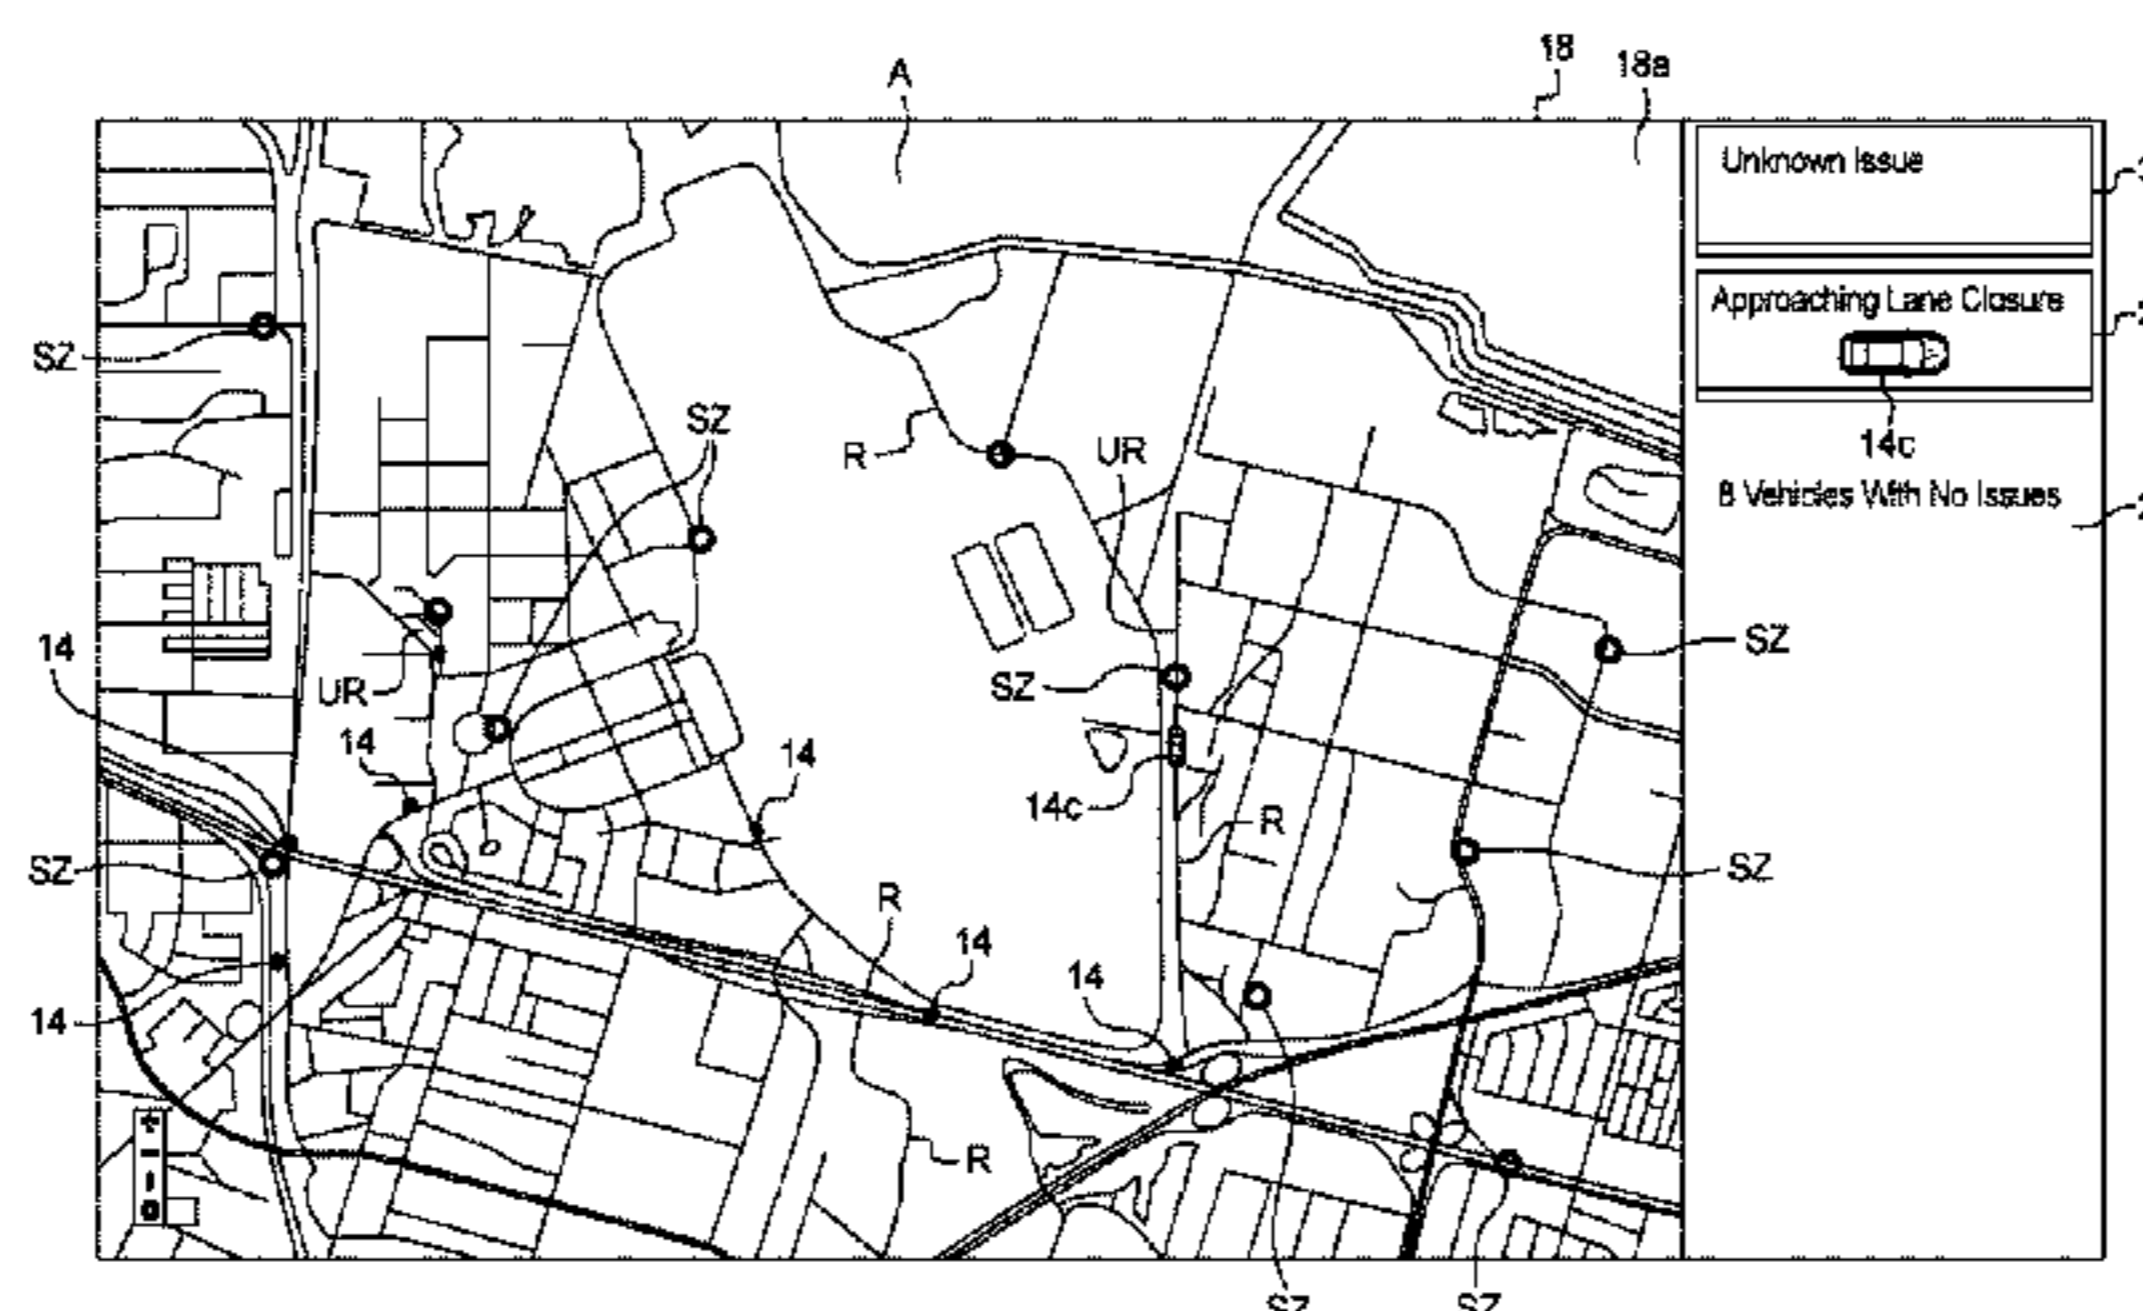 18
18a
A
Unknown Issue
Approaching Lane Closure
SZ
SZ
R
UR
14c
8 Vehicles With No Issues
14
SZ
SZ
UR
14
14
14c
R
SZ
SZ
R
14
14
14
R
SZ
SZ